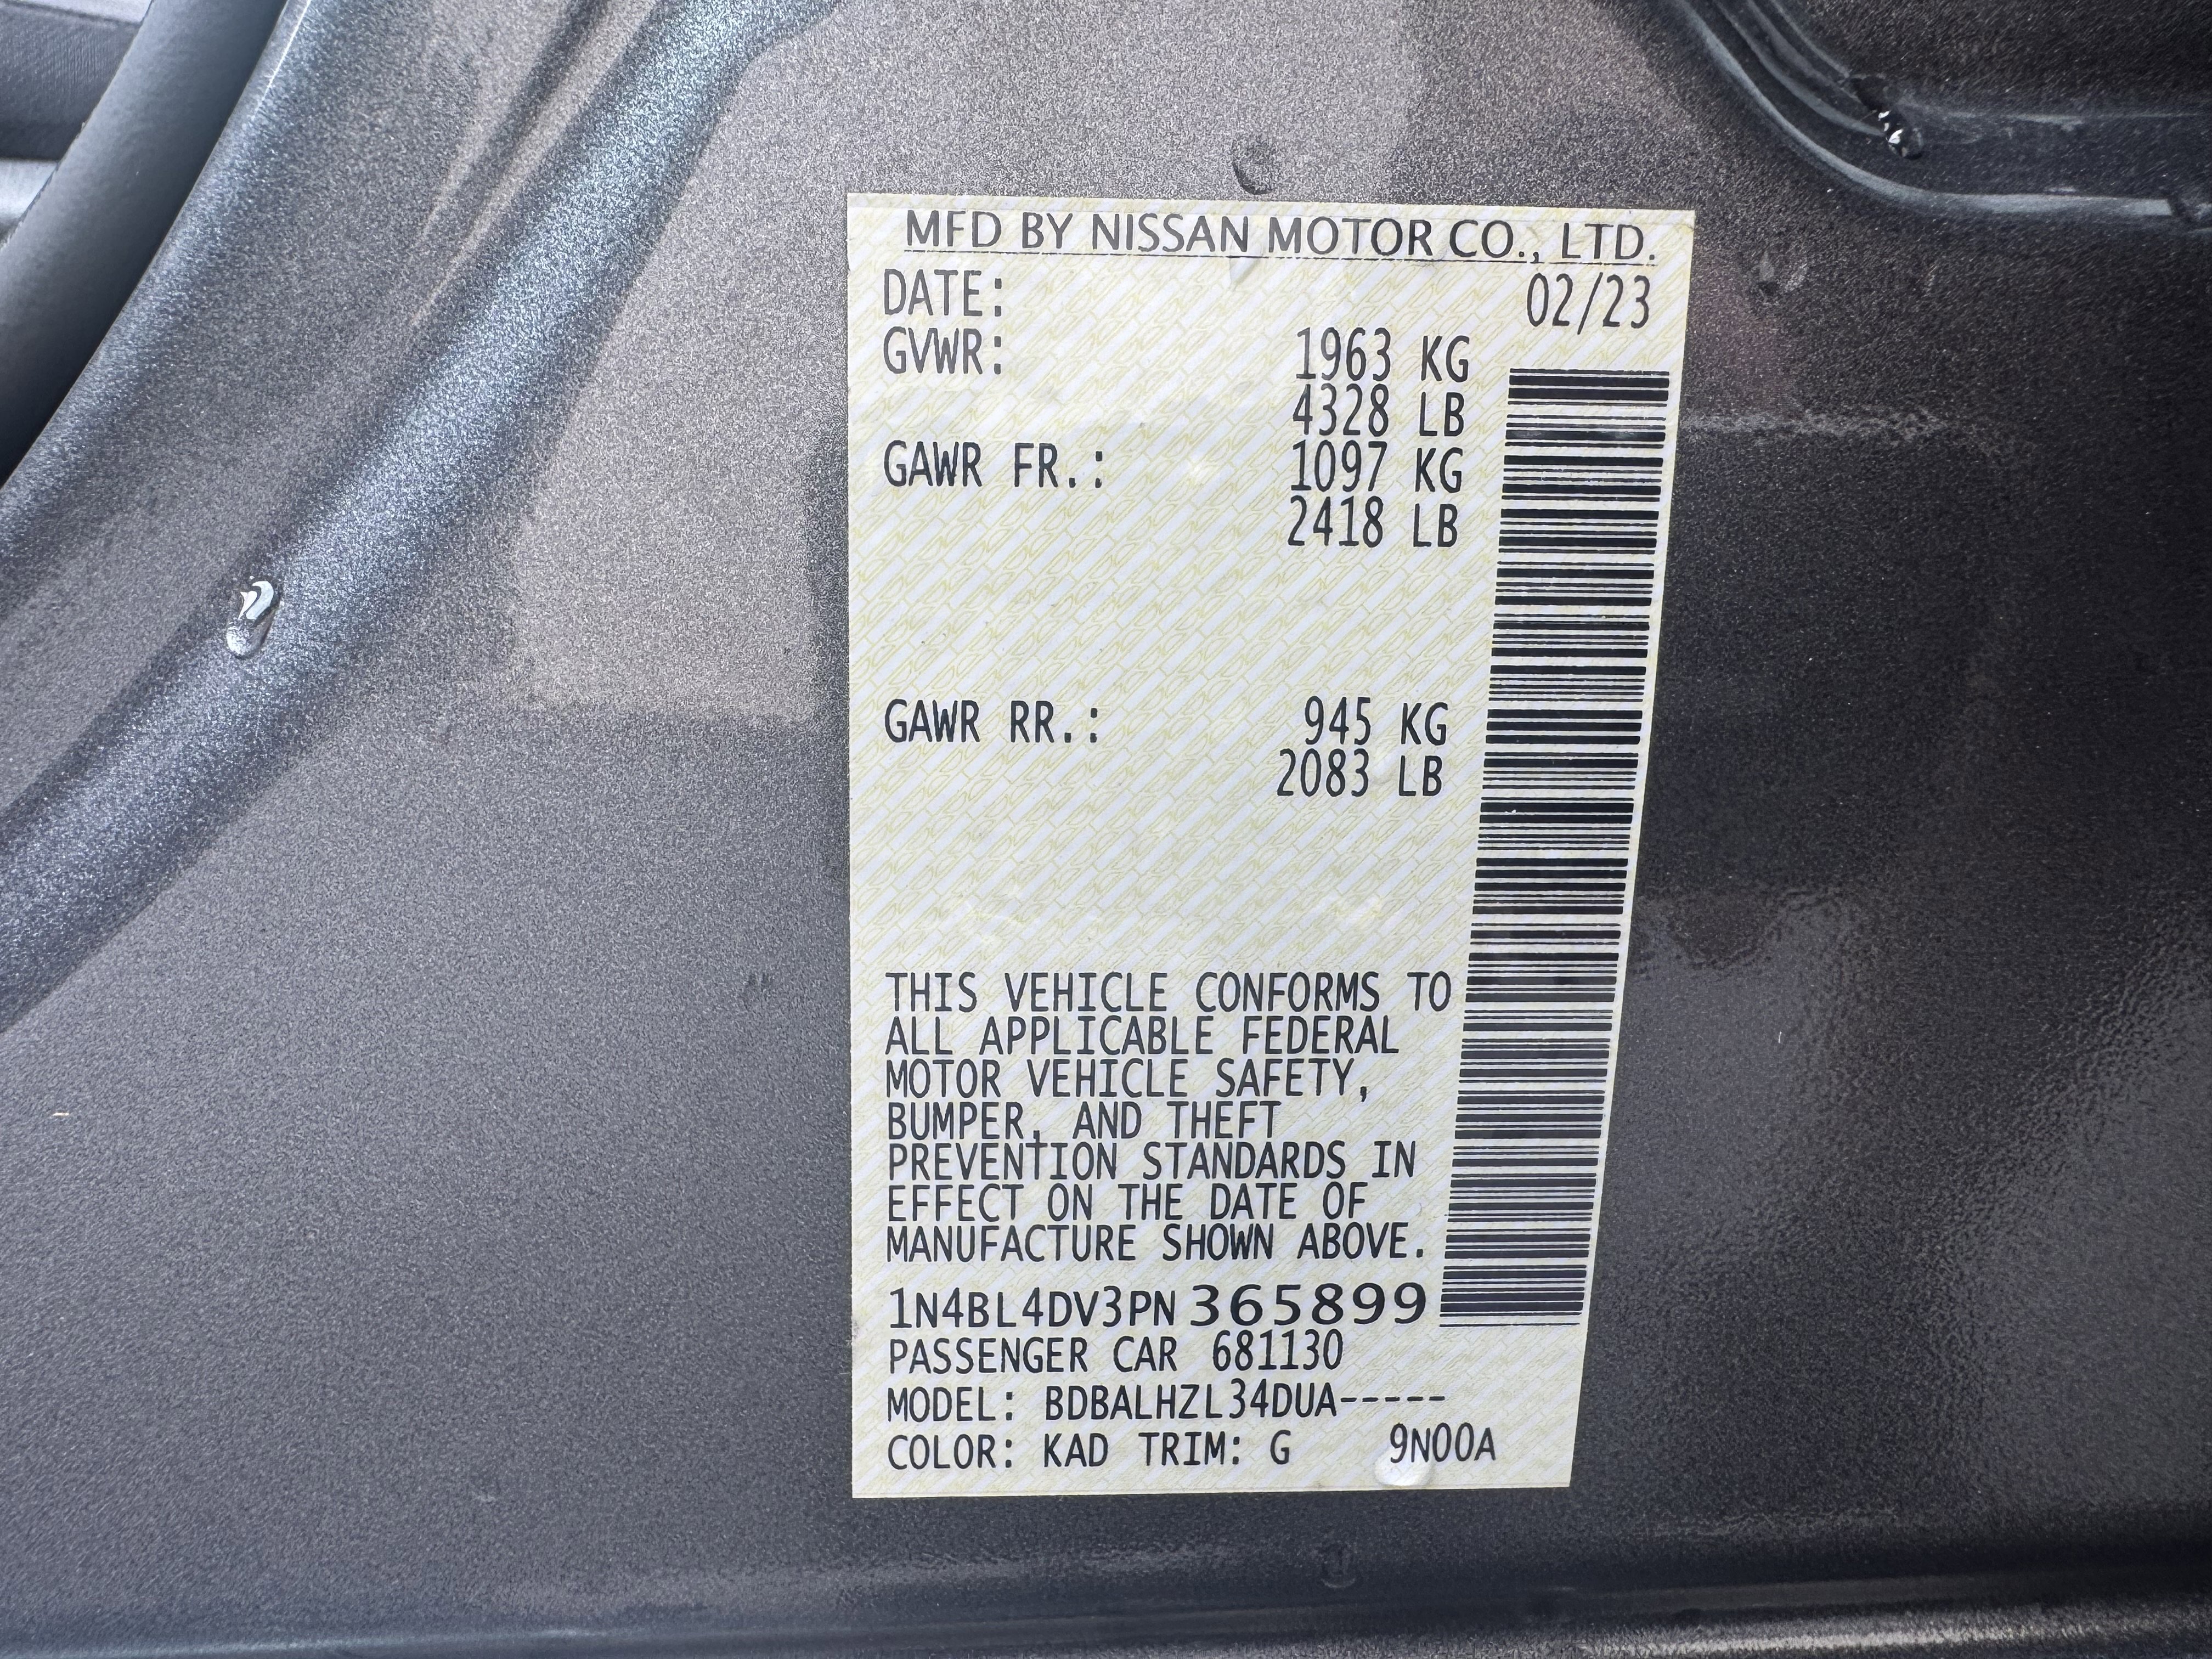 MFD BY NISSAN MOTOR CO., LTD.
DATE: 02/23
GVWR: 1963 KG
4328 LB
GAWR FR.: 1097 KG
2418 LB
GAWR RR.: 945 KG
2083 LB
THIS VEHICLE CONFORMS TO
ALL APPLICABLE FEDERAL
MOTOR VEHICLE SAFETY,
BUMPER, AND THEFT
PREVENTION STANDARDS IN
EFFECT ON THE DATE OF
MANUFACTURE SHOWN ABOVE.
1N4BL4DV3PN365899
PASSENGER CAR 681130
MODEL: BDBALHZL34DUA-----
COLOR: KAD TRIM: G 9N00A